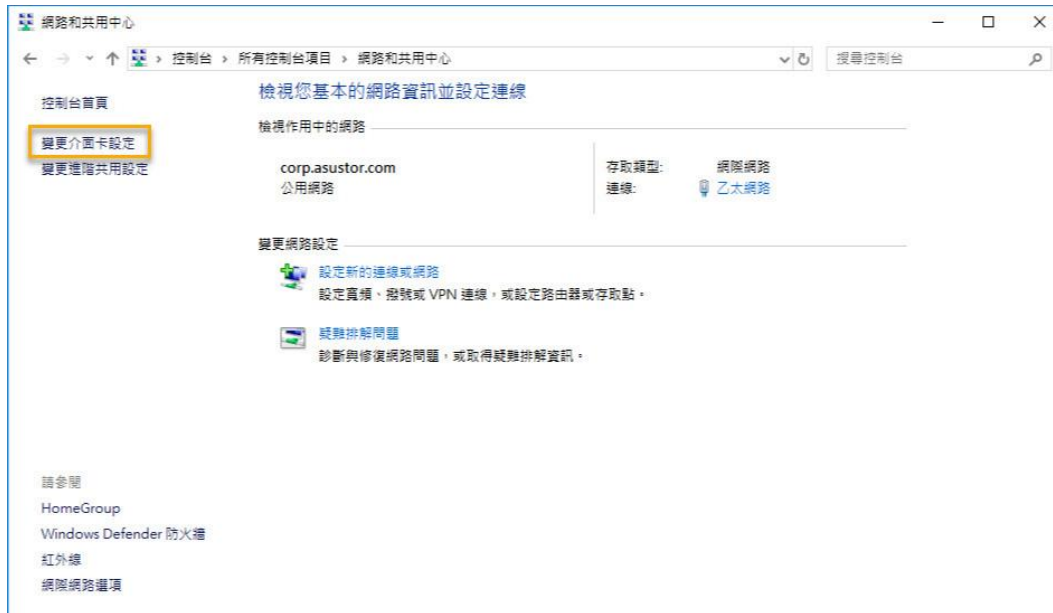 網路和共用中心
控制台 › 所有控制台項目 › 網路和共用中心
搜尋控制台
控制台首頁
變更介面卡設定
變更進階共用設定
檢視您基本的網路資訊並設定連線
檢視作用中的網路
corp.asustor.com
公用網路
存取類型: 網際網路
連線: 乙太網路
變更網路設定
設定新的連線或網路
設定寬頻、撥號或 VPN 連線，或設定路由器或存取點。
疑難排解問題
診斷與修復網路問題，或取得疑難排解資訊。
請參閱
HomeGroup
Windows Defender 防火牆
紅外線
網際網路選項